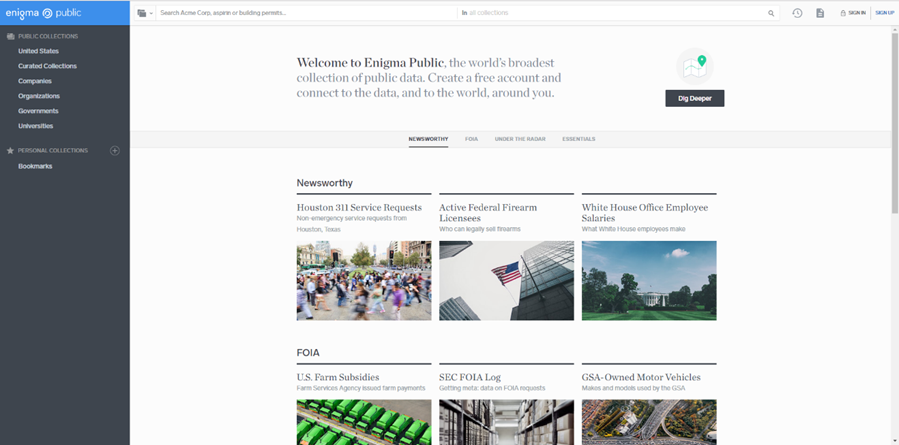 enigma public
Search Acme Corp, aspirin or building permits...
In all collections
SIGN IN
SIGN UP
PUBLIC COLLECTIONS
United States
Curated Collections
Companies
Organizations
Governments
Universities
PERSONAL COLLECTIONS
Bookmarks
Welcome to Enigma Public, the world's broadest
collection of public data. Create a free account and
connect to the data, and to the world, around you.
Dig Deeper
NEWSWORTHY
FOIA
UNDER THE RADAR
ESSENTIALS
Newsworthy
Houston 311 Service Requests
Non-emergency service requests from
Houston, Texas
Active Federal Firearm
Licensees
Who can legally sell firearms
White House Office Employee
Salaries
What White House employees make
FOIA
U.S. Farm Subsidies
Farm Services Agency issued farm payments
SEC FOIA Log
Getting meta: data on FOIA requests
GSA-Owned Motor Vehicles
Makes and models used by the GSA